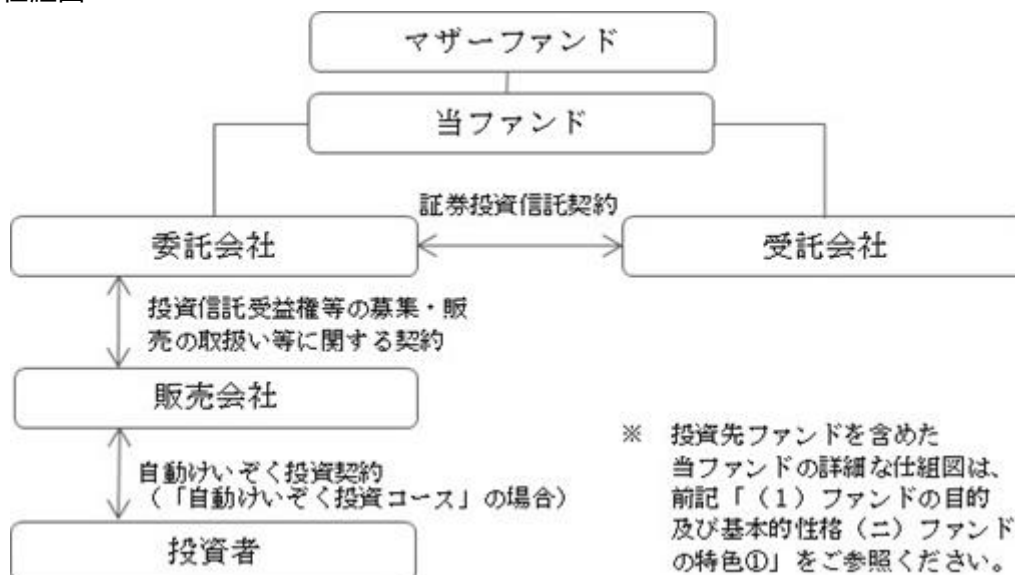 マザーファンド
当ファンド
証券投資信託契約
委託会社
受託会社
投資信託受益権等の募集・販
売の取扱い等に関する契約
販売会社
自動けいぞく投資契約
（「自動けいぞく投資コース」の場合）
投資者
※ 投資先ファンドを含めた
当ファンドの詳細な仕組図は、
前記「（１）ファンドの目的
及び基本的性格（ニ）ファンド
の特色①」をご参照ください。